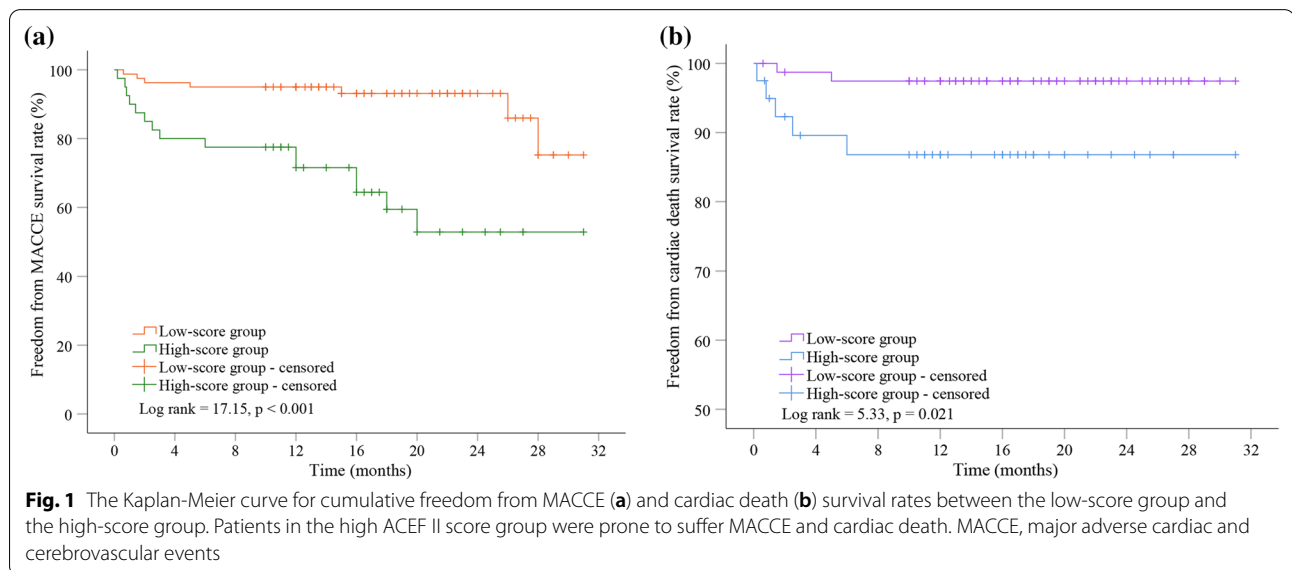 (a)
Freedom from MACCE survival rate (%)
100
80
60
40
20
0
Low-score group
High-score group
Low-score group - censored
High-score group - censored
Log rank = 17.15, p < 0.001
0 4 8 12 16 20 24 28 32
Time (months)
(b)
Freedom from cardiac death survival rate (%)
100
90
80
70
60
50
Low-score group
High-score group
Low-score group - censored
High-score group - censored
Log rank = 5.33, p = 0.021
0 4 8 12 16 20 24 28 32
Time (months)
Fig. 1 The Kaplan-Meier curve for cumulative freedom from MACCE (a) and cardiac death (b) survival rates between the low-score group and
the high-score group. Patients in the high ACEF II score group were prone to suffer MACCE and cardiac death. MACCE, major adverse cardiac and
cerebrovascular events